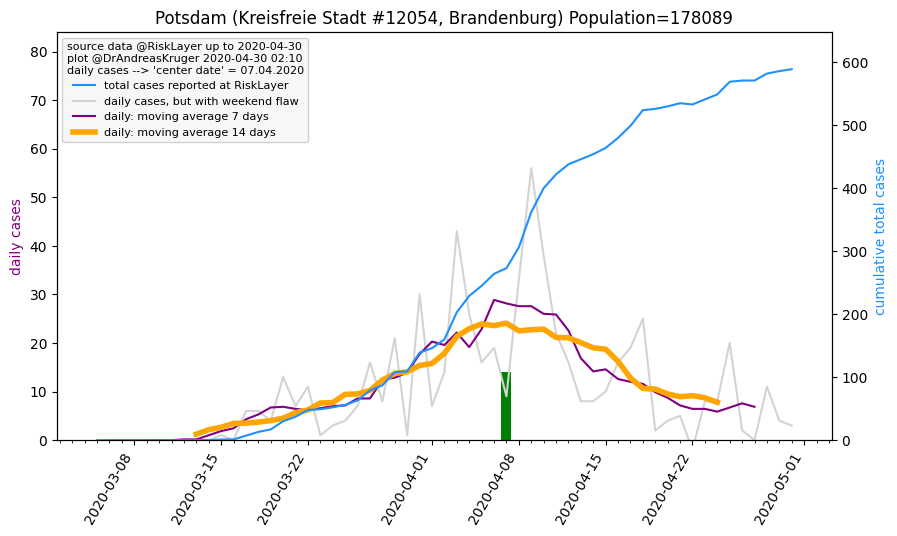 Potsdam (Kreisfreie Stadt #12054, Brandenburg) Population=178089
source data @RiskLayer up to 2020-04-30
plot @DrAndreasKruger 2020-04-30 02:10
daily cases --> 'center date' = 07.04.2020
total cases reported at RiskLayer
daily cases, but with weekend flaw
daily: moving average 7 days
daily: moving average 14 days
daily cases
80
70
60
50
40
30
20
10
0
cumulative total cases
600
500
400
300
200
100
0
2020-03-08
2020-03-15
2020-03-22
2020-04-01
2020-04-08
2020-04-15
2020-04-22
2020-05-01